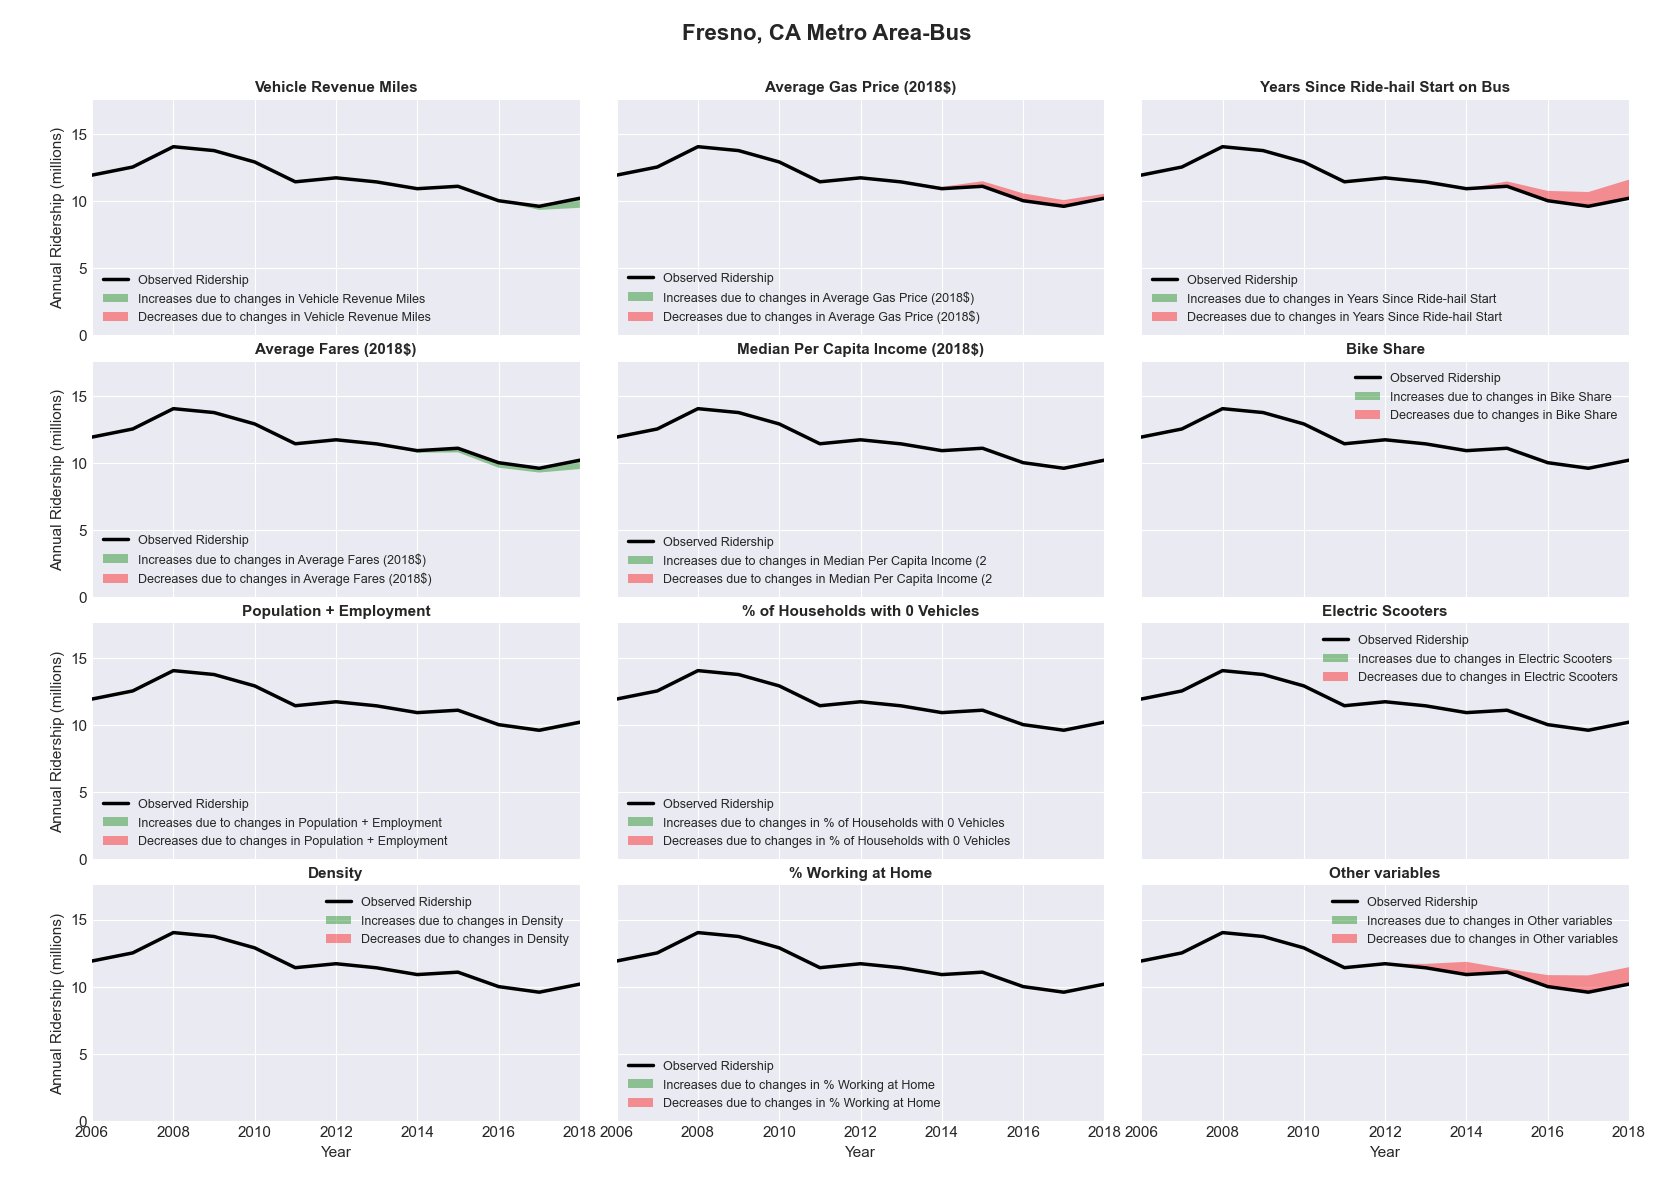 Fresno, CA Metro Area-Bus
Vehicle Revenue Miles
Annual Ridership (millions)
15
10
5
0
Observed Ridership
Increases due to changes in Vehicle Revenue Miles
Decreases due to changes in Vehicle Revenue Miles
Average Gas Price (2018$)
Observed Ridership
Increases due to changes in Average Gas Price (2018$)
Decreases due to changes in Average Gas Price (2018$)
Years Since Ride-hail Start on Bus
Observed Ridership
Increases due to changes in Years Since Ride-hail Start
Decreases due to changes in Years Since Ride-hail Start
Average Fares (2018$)
Annual Ridership (millions)
15
10
5
0
Observed Ridership
Increases due to changes in Average Fares (2018$)
Decreases due to changes in Average Fares (2018$)
Median Per Capita Income (2018$)
Observed Ridership
Increases due to changes in Median Per Capita Income (2
Decreases due to changes in Median Per Capita Income (2
Bike Share
Observed Ridership
Increases due to changes in Bike Share
Decreases due to changes in Bike Share
Population + Employment
Annual Ridership (millions)
15
10
5
0
Observed Ridership
Increases due to changes in Population + Employment
Decreases due to changes in Population + Employment
% of Households with 0 Vehicles
Observed Ridership
Increases due to changes in % of Households with 0 Vehicles
Decreases due to changes in % of Households with 0 Vehicles
Electric Scooters
Observed Ridership
Increases due to changes in Electric Scooters
Decreases due to changes in Electric Scooters
Density
Annual Ridership (millions)
15
10
5
0
Observed Ridership
Increases due to changes in Density
Decreases due to changes in Density
2006 2008 2010 2012 2014 2016 2018
Year
% Working at Home
Observed Ridership
Increases due to changes in % Working at Home
Decreases due to changes in % Working at Home
2006 2008 2010 2012 2014 2016 2018
Year
Other variables
Observed Ridership
Increases due to changes in Other variables
Decreases due to changes in Other variables
2006 2008 2010 2012 2014 2016 2018
Year